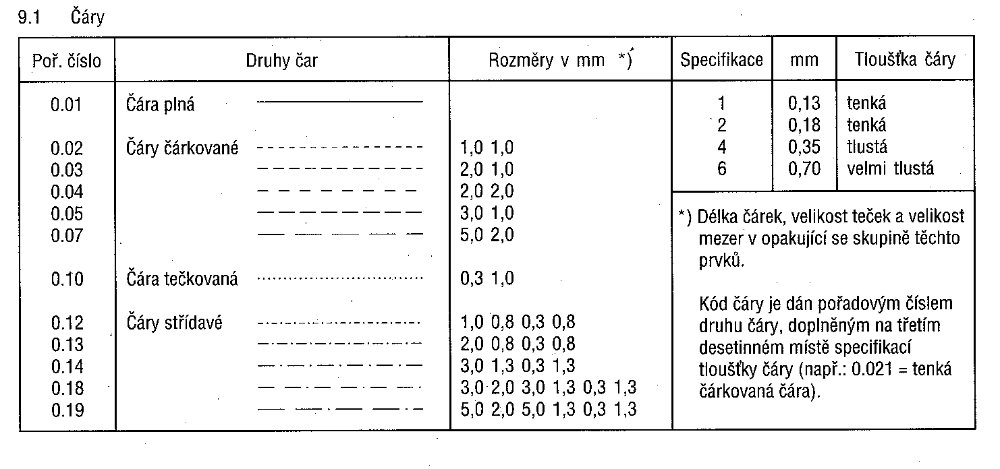 9.1 Čáry
Poř. číslo Druhy čar Rozměry v mm *) Specifikace mm Tloušťka čáry
0.01 Čára plná 1 0,13 tenká
2 0,18 tenká
0.02 Čáry čárkované 1,0 1,0 4 0,35 tlustá
0.03 2,0 1,0 6 0,70 velmi tlustá
0.04 2,0 2,0
0.05 3,0 1,0
0.07 5,0 2,0
0.10 Čára tečkovaná 0,3 1,0
0.12 Čáry střídavé 1,0 0,8 0,3 0,8
0.13 2,0 0,8 0,3 0,8
0.14 3,0 1,3 0,3 1,3
0.18 3,0 2,0 3,0 1,3 0,3 1,3
0.19 5,0 2,0 5,0 1,3 0,3 1,3
*) Délka čárek, velikost teček a velikost
mezer v opakující se skupině těchto
prvků.
Kód čáry je dán pořadovým číslem
druhu čáry, doplněným na třetím
desetinném místě specifikací
tloušťky čáry (např.: 0.021 = tenká
čárkovaná čára).